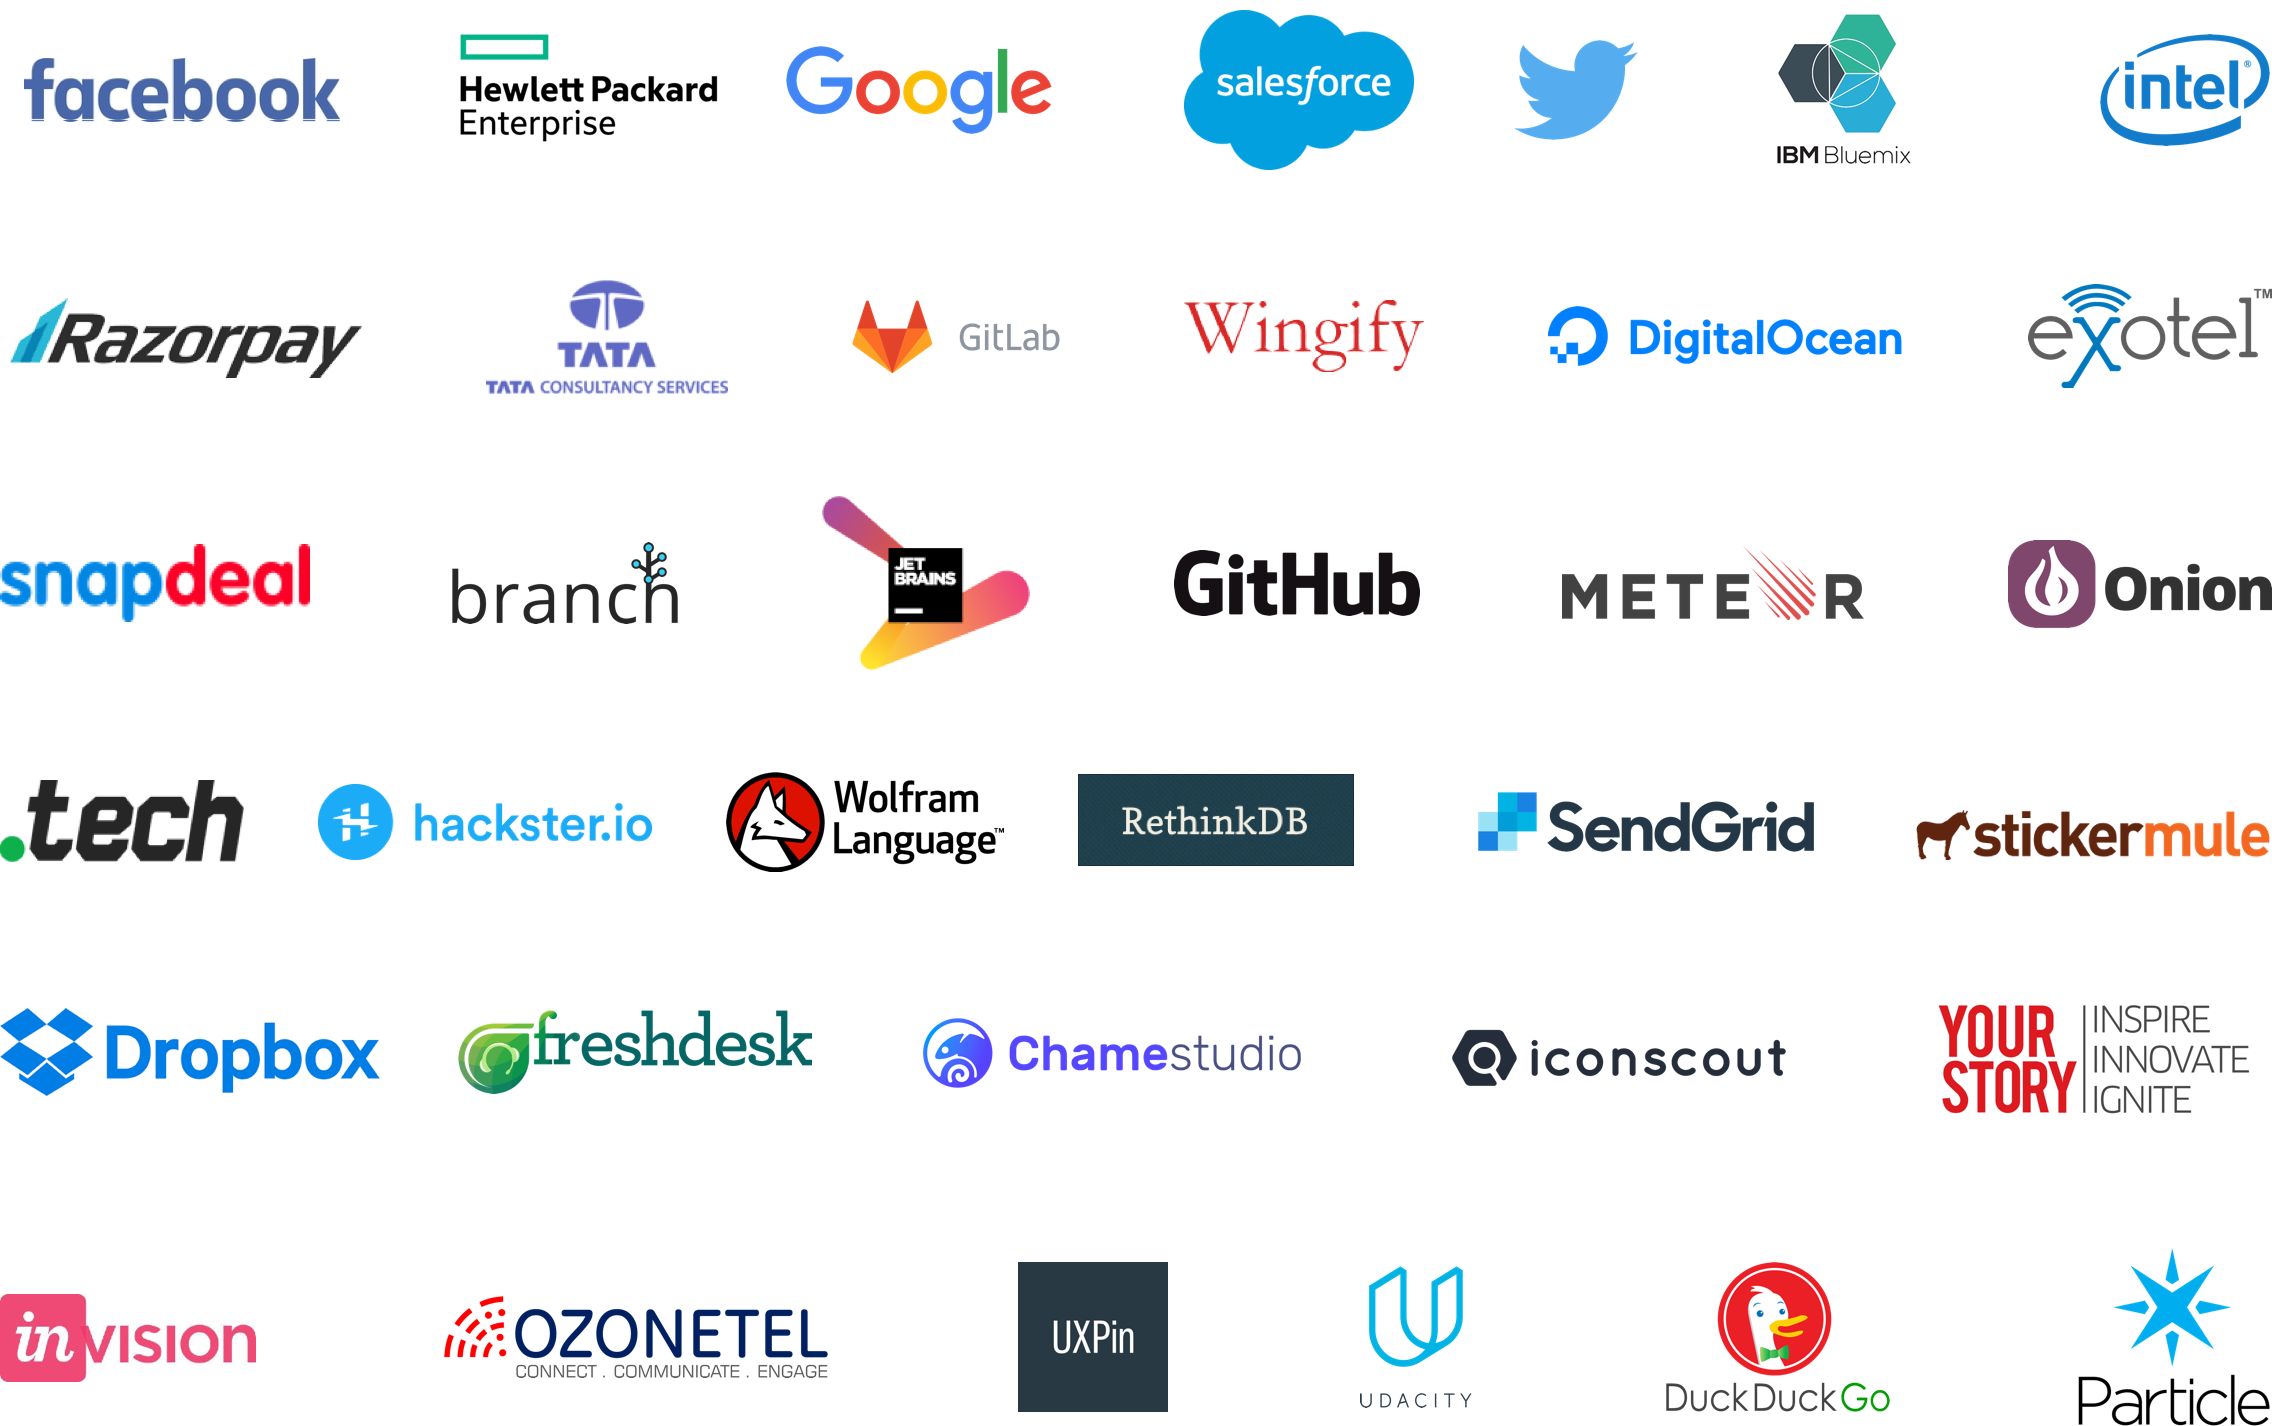 facebook
Hewlett Packard
Enterprise
Google
salesforce
IBM Bluemix
intel®
Razorpay
TATA
TATA CONSULTANCY SERVICES
GitLab
Wingify
DigitalOcean
exotel™
snapdeal
branch
JET
BRAINS
GitHub
METEOR
Onion
.tech
hackster.io
Wolfram
Language™
RethinkDB
SendGrid
stickermule
Dropbox
freshdesk
Chamestudio
iconscout
YOUR
STORY
INSPIRE
INNOVATE
IGNITE
inVISION
OZONETEL
CONNECT . COMMUNICATE . ENGAGE
UXPin
UDACITY
DuckDuckGo
Particle